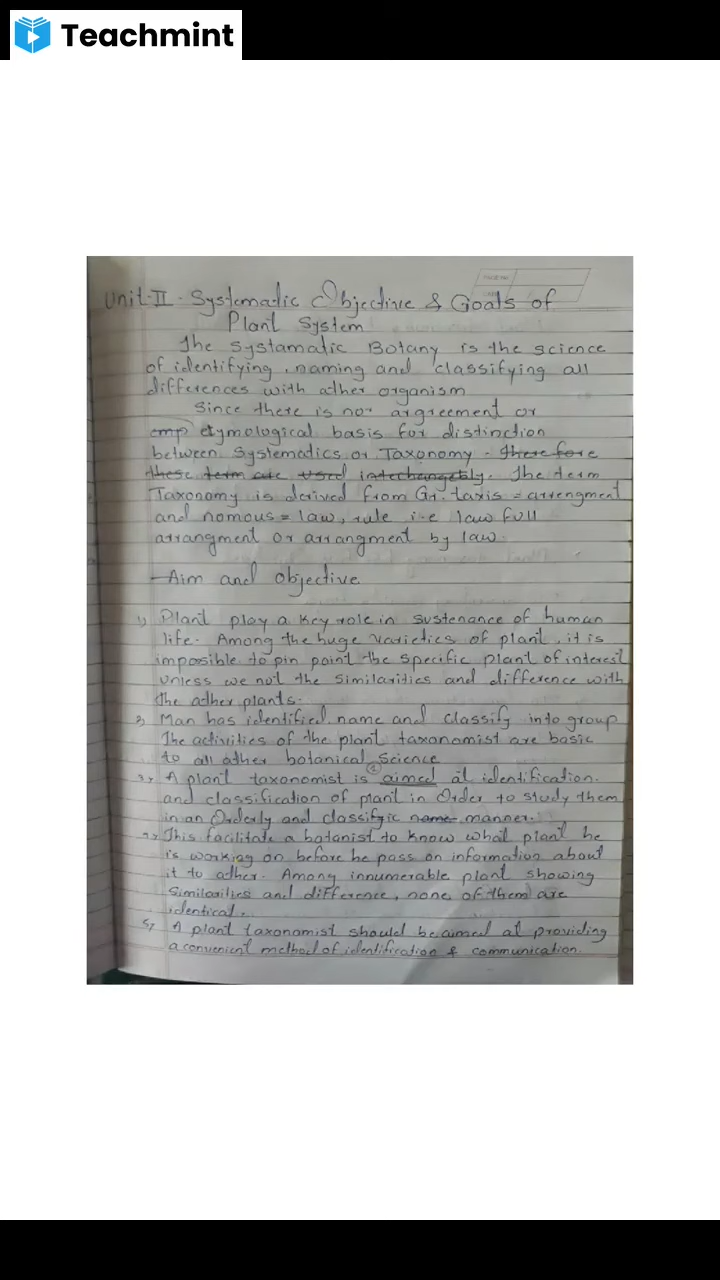 Teachmint
Unit-II. Systematic Objective & Goals of
Plant System
The Systamatic Botany is the science
of identifying, naming and classifying all
differences with ather organism
Since there is no argreement or
emp etymological basis for distinction
between Systematics or Taxonomy. therefore
these term are used interchangebly. The term
Taxonomy is derived from Gr. taxis = arrengment
and nomous = law, rule i.e law full
arrangment or arrangment by law.
Aim and objective
1) Plant play a key role in sustenance of human
life. Among the huge varieties of plant, it is
impossible to pin point the specific plant of interest
unless we not the similarities and difference with
the ather plants.
Man has identified, name and classify into group
The activities of the plant taxonomist are basic
to all ather botanical science
3, A plant taxonomist is aimed at identification
and classification of plant in Order to study them
in an Orderly and classific name manner.
This facilitate a botanist to know what plant he
is working on before he pass on information about
it to ather. Among innumerable plant showing
Similarities and difference, none of them are
identical.
5, A plant taxonomist should be aimed at providing
a convenient method of identification & communication.